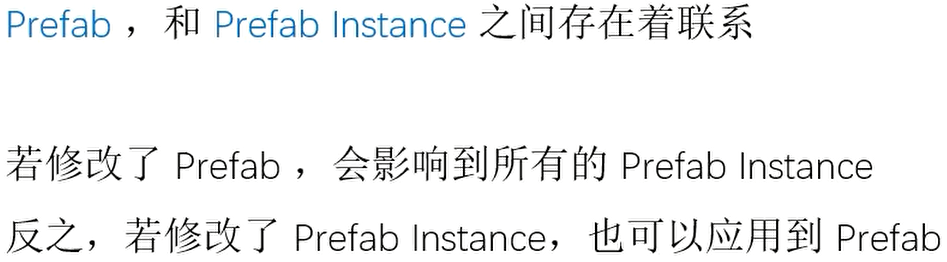 Prefab ，和 Prefab Instance 之间存在着联系
若修改了 Prefab ，会影响到所有的 Prefab Instance
反之，若修改了 Prefab Instance，也可以应用到 Prefab